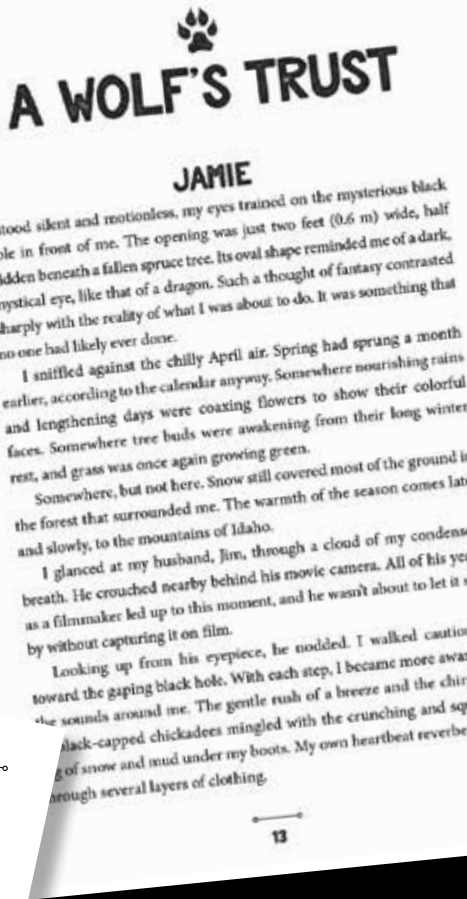 A WOLF'S TRUST
JAMIE
stood silent and motionless, my eyes trained on the mysterious black
ole in front of me. The opening was just two feet (0.6 m) wide, half
idden beneath a fallen spruce tree. Its oval shape reminded me of a dark,
mystical eye, like that of a dragon. Such a thought of fantasy contrasted
sharply with the reality of what I was about to do. It was something that
no one had likely ever done.
I sniffled against the chilly April air. Spring had sprung a month
earlier, according to the calendar anyway. Somewhere nourishing rains
and lengthening days were coaxing flowers to show their colorful
faces. Somewhere tree buds were awakening from their long winter
rest, and grass was once again growing green.
Somewhere, but not here. Snow still covered most of the ground i
the forest that surrounded me. The warmth of the season comes late
and slowly, to the mountains of Idaho.
I glanced at my husband, Jim, through a cloud of my condense
breath. He crouched nearby behind his movie camera. All of his ye
as a filmmaker led up to this moment, and he wasn't about to let it s
by without capturing it on film.
Looking up from his eyepiece, he nodded. I walked cautiou
toward the gaping black hole. With each step, I became more awar
the sounds around me. The gentle rush of a breeze and the chir
black-capped chickadees mingled with the crunching and squ
g of snow and mud under my boots. My own heartbeat reverbe
hrough several layers of clothing.
13